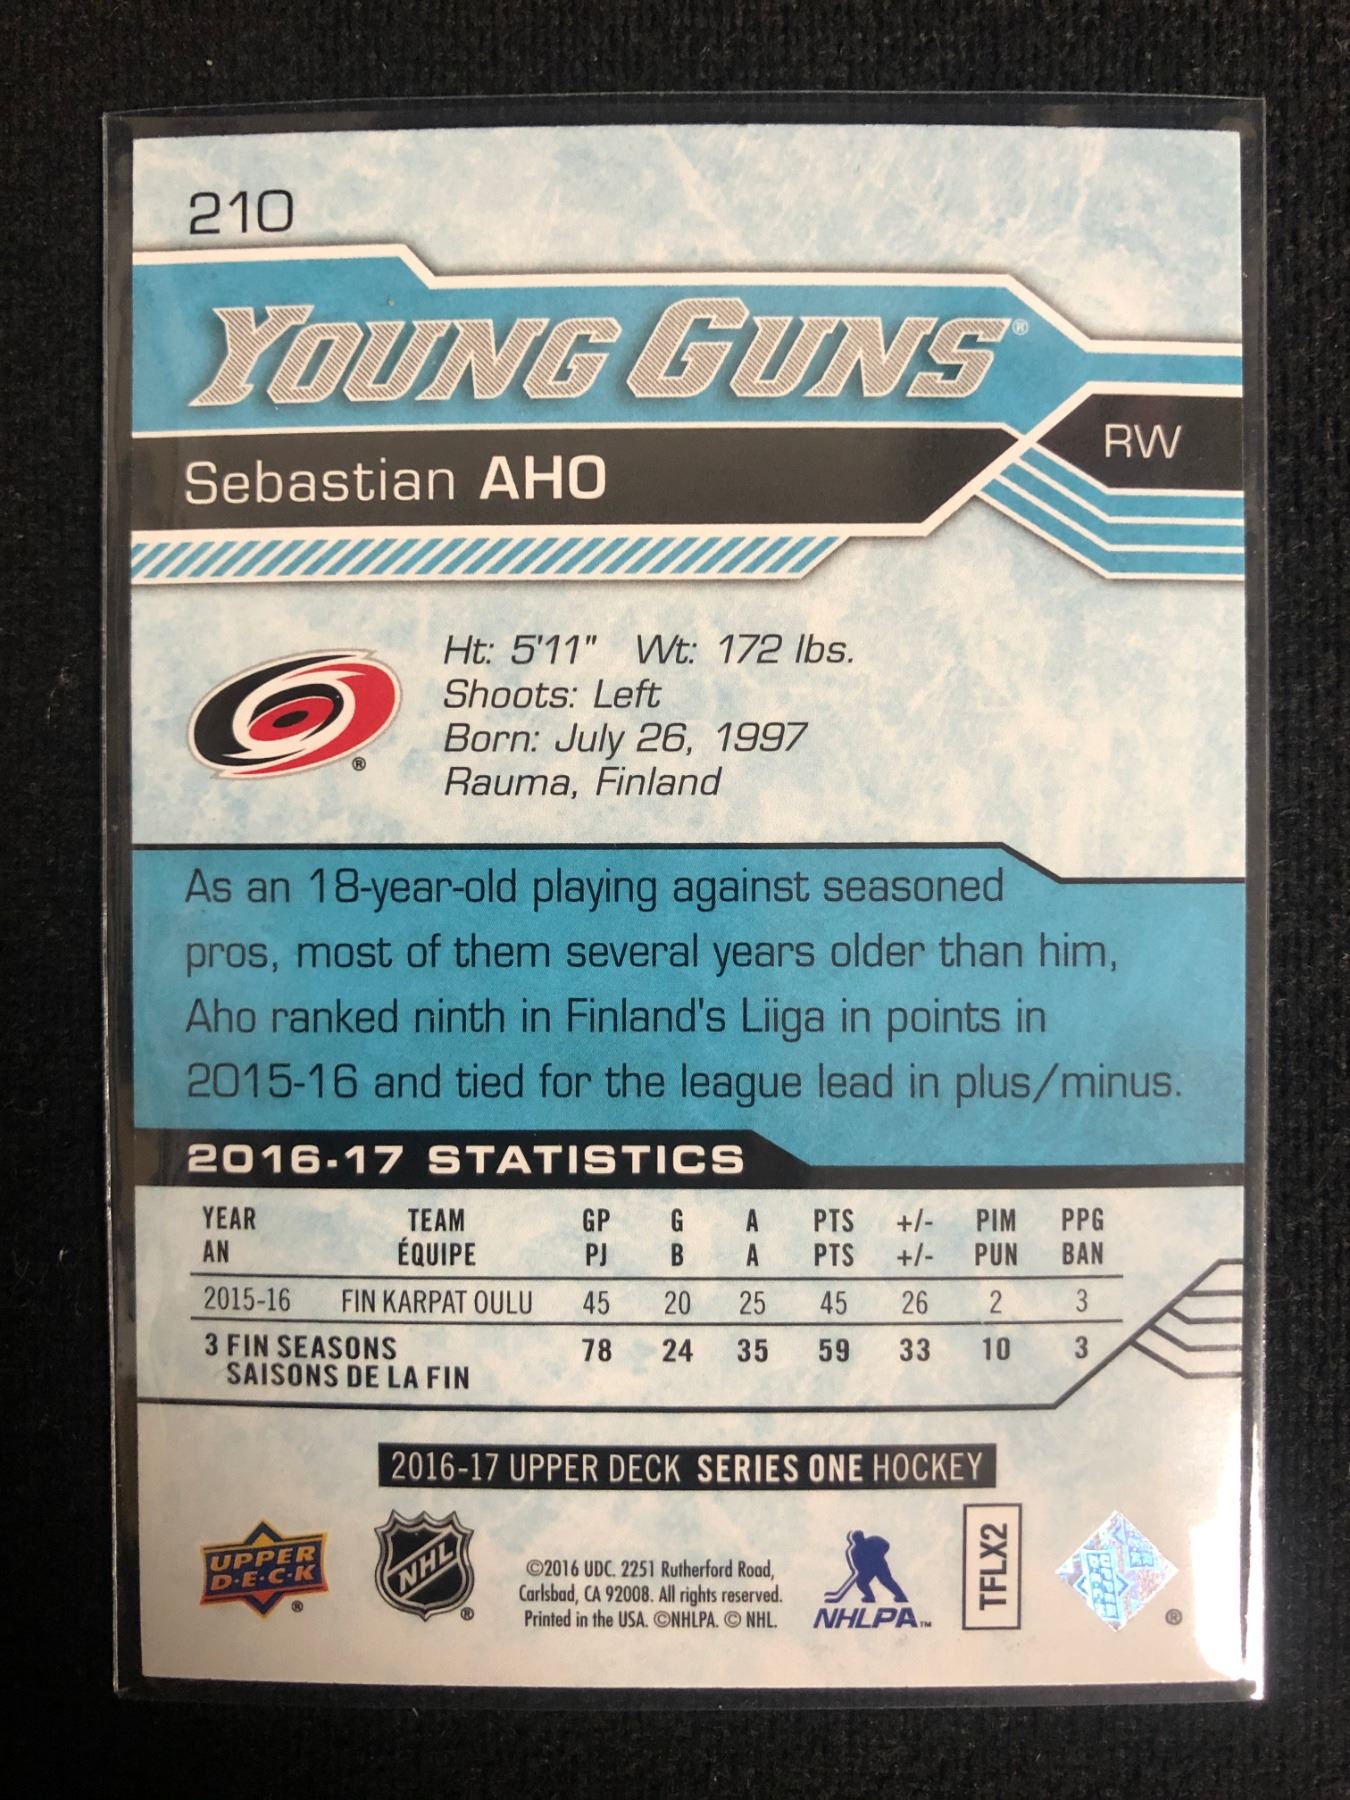 210
YOUNG GUNS®
RW
Sebastian AHO
Ht: 5'11" Wt: 172 lbs.
Shoots: Left
Born: July 26, 1997
Rauma, Finland
®
As an 18-year-old playing against seasoned
pros, most of them several years older than him,
Aho ranked ninth in Finland's Liiga in points in
2015-16 and tied for the league lead in plus/minus.
2016-17 STATISTICS
YEAR TEAM GP G A PTS +/- PIM PPG
AN ÉQUIPE PJ B A PTS +/- PUN BAN
2015-16 FIN KARPAT OULU 45 20 25 45 26 2 3
3 FIN SEASONS 78 24 35 59 33 10 3
SAISONS DE LA FIN
2016-17 UPPER DECK SERIES ONE HOCKEY
UPPER
D·E·C·K
®
NHL
®
©2016 UDC. 2251 Rutherford Road,
Carlsbad, CA 92008. All rights reserved.
Printed in the USA. ©NHLPA. © NHL.
NHLPA™
TFLX2
®